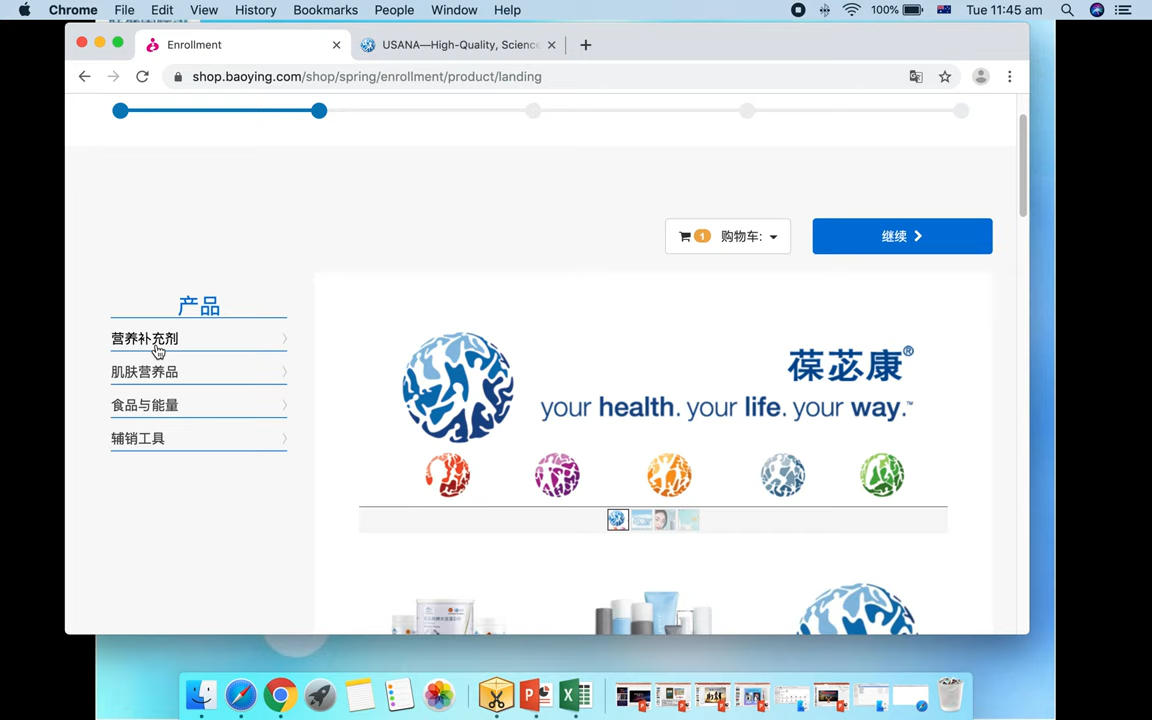 Chrome File Edit View History Bookmarks People Window Help 100% Tue 11:45 am
Enrollment
USANA—High-Quality, Science
shop.baoying.com/shop/spring/enrollment/product/landing
1 购物车:
继续
产品
营养补充剂
肌肤营养品
食品与能量
辅销工具
葆苾康®
your health. your life. your way.™